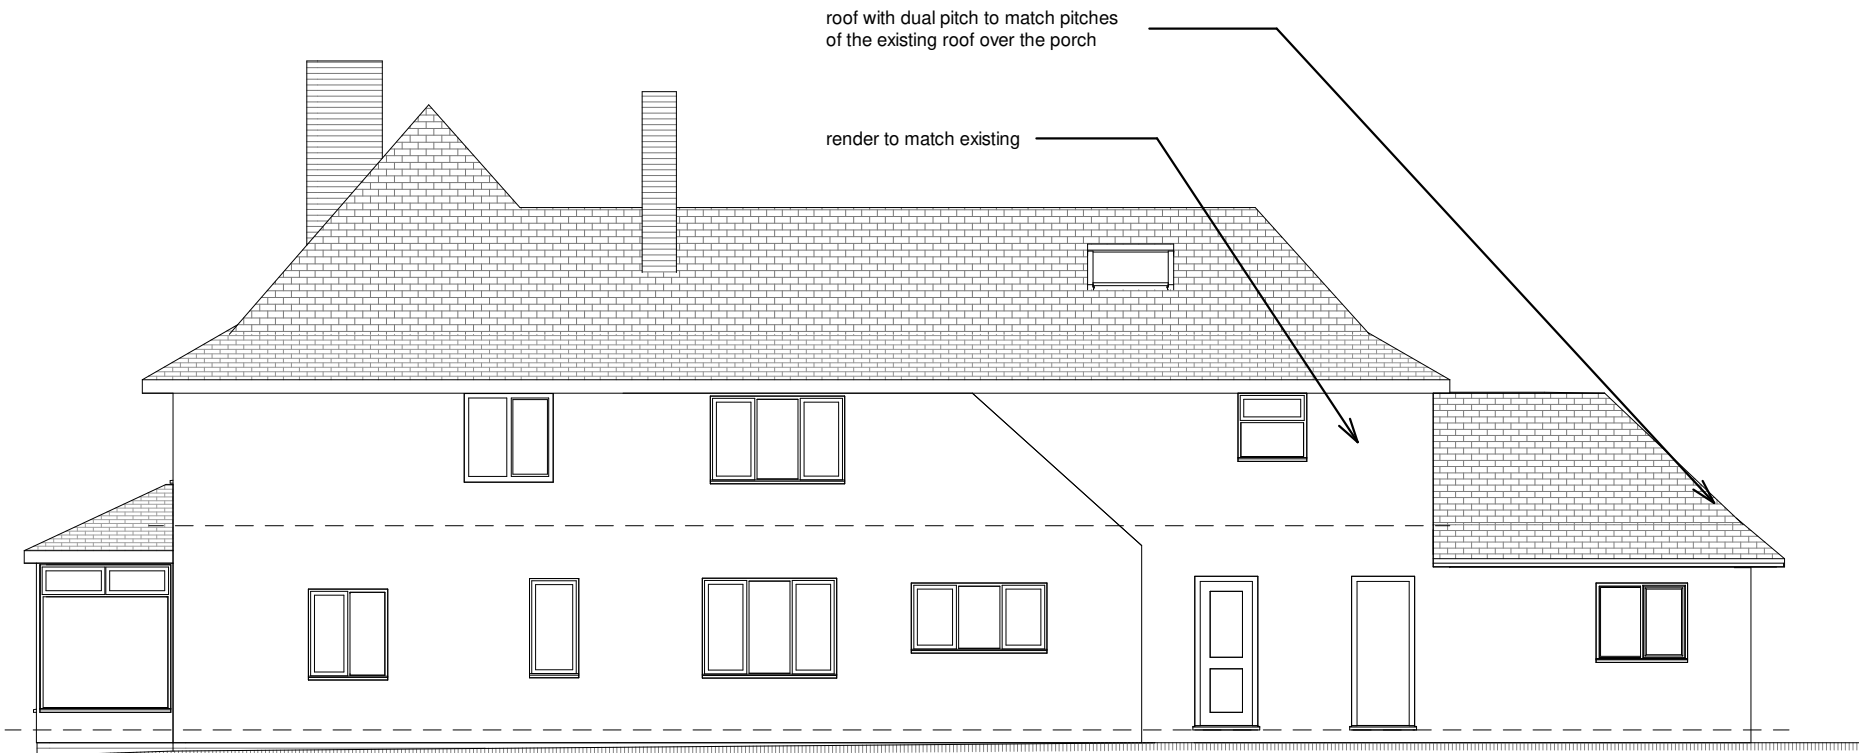 roof with dual pitch to match pitches
of the existing roof over the porch
render to match existing